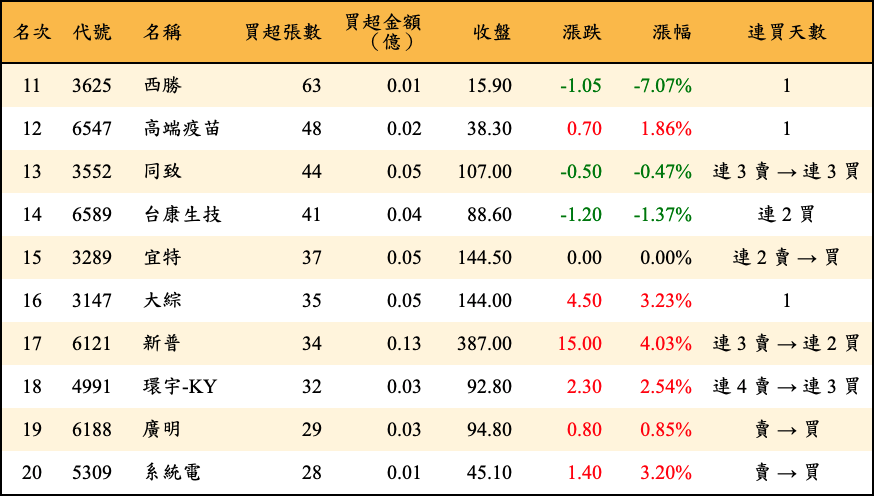 名次 代號 名稱 買超張數 買超金額（億） 收盤 漲跌 漲幅 連買天數
11 3625 西勝 63 0.01 15.90 -1.05 -7.07% 1
12 6547 高端疫苗 48 0.02 38.30 0.70 1.86% 1
13 3552 同致 44 0.05 107.00 -0.50 -0.47% 連 3 賣 → 連 3 買
14 6589 台康生技 41 0.04 88.60 -1.20 -1.37% 連 2 買
15 3289 宜特 37 0.05 144.50 0.00 0.00% 連 2 賣 → 買
16 3147 大綜 35 0.05 144.00 4.50 3.23% 1
17 6121 新普 34 0.13 387.00 15.00 4.03% 連 3 賣 → 連 2 買
18 4991 環宇-KY 32 0.03 92.80 2.30 2.54% 連 4 賣 → 連 3 買
19 6188 廣明 29 0.03 94.80 0.80 0.85% 賣 → 買
20 5309 系統電 28 0.01 45.10 1.40 3.20% 賣 → 買